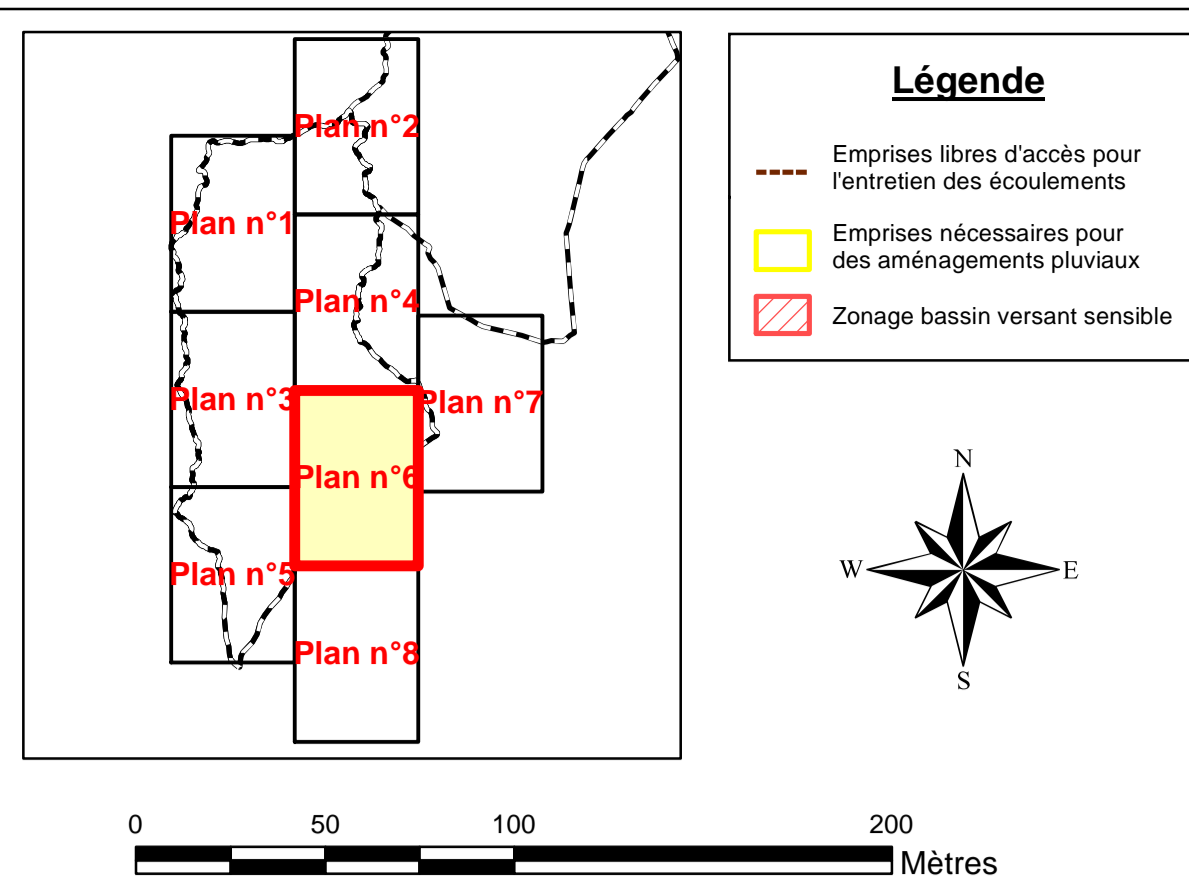 Plan n°2
Plan n°1
Plan n°4
Plan n°3
Plan n°7
Plan n°6
Plan n°5
Plan n°8
Légende
Emprises libres d'accès pour
l'entretien des écoulements
Emprises nécessaires pour
des aménagements pluviaux
Zonage bassin versant sensible
N
W
E
S
0 50 100 200
Mètres